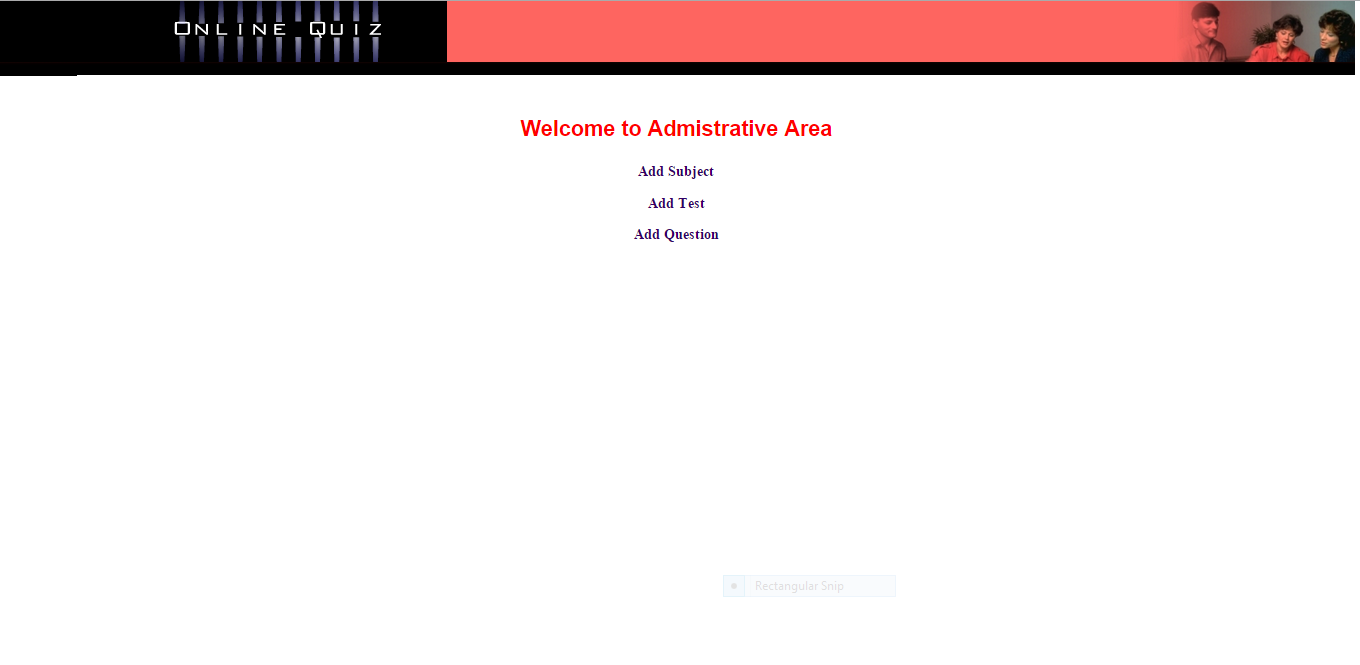 Online Quiz
Welcome to Admistrative Area
Add Subject
Add Test
Add Question
Rectangular Snip